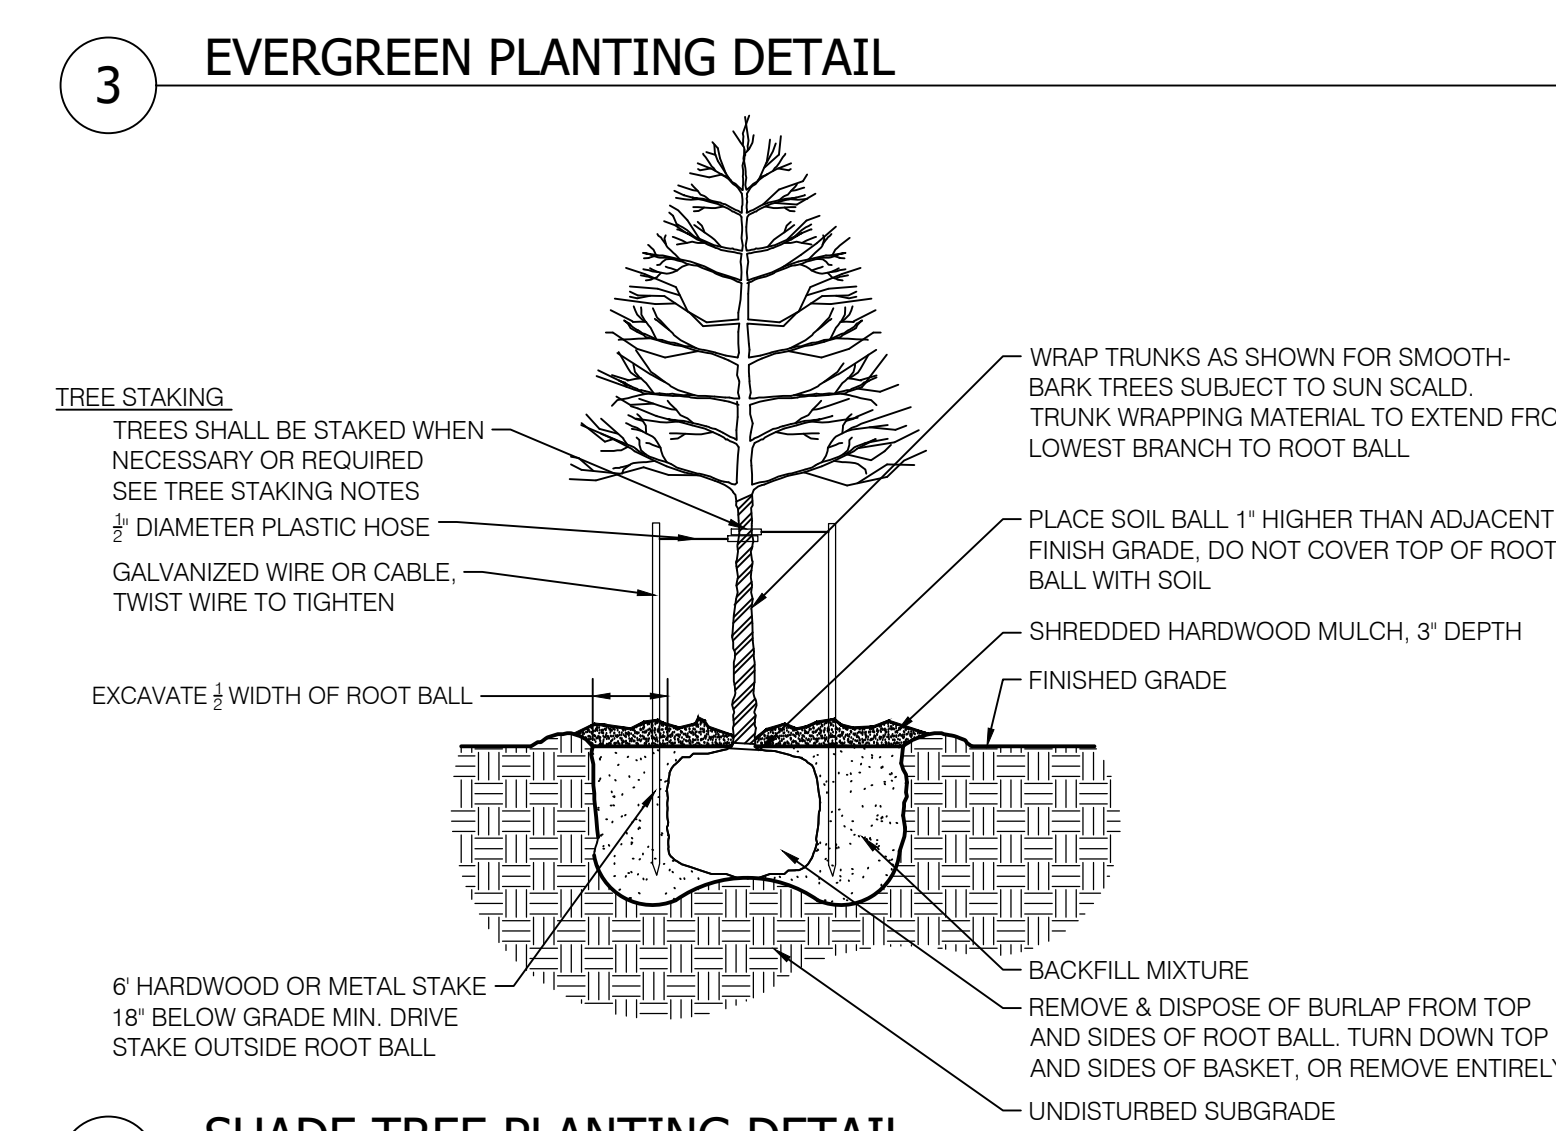 3
EVERGREEN PLANTING DETAIL
TREE STAKING
TREES SHALL BE STAKED WHEN
NECESSARY OR REQUIRED
SEE TREE STAKING NOTES
½" DIAMETER PLASTIC HOSE
GALVANIZED WIRE OR CABLE,
TWIST WIRE TO TIGHTEN
EXCAVATE ½ WIDTH OF ROOT BALL
6' HARDWOOD OR METAL STAKE
18" BELOW GRADE MIN. DRIVE
STAKE OUTSIDE ROOT BALL
WRAP TRUNKS AS SHOWN FOR SMOOTH-
BARK TREES SUBJECT TO SUN SCALD.
TRUNK WRAPPING MATERIAL TO EXTEND FRO
LOWEST BRANCH TO ROOT BALL
PLACE SOIL BALL 1" HIGHER THAN ADJACENT
FINISH GRADE, DO NOT COVER TOP OF ROOT
BALL WITH SOIL
SHREDDED HARDWOOD MULCH, 3" DEPTH
FINISHED GRADE
BACKFILL MIXTURE
REMOVE & DISPOSE OF BURLAP FROM TOP
AND SIDES OF ROOT BALL. TURN DOWN TOP
AND SIDES OF BASKET, OR REMOVE ENTIRELY
UNDISTURBED SUBGRADE
SHADE TREE PLANTING DETAIL